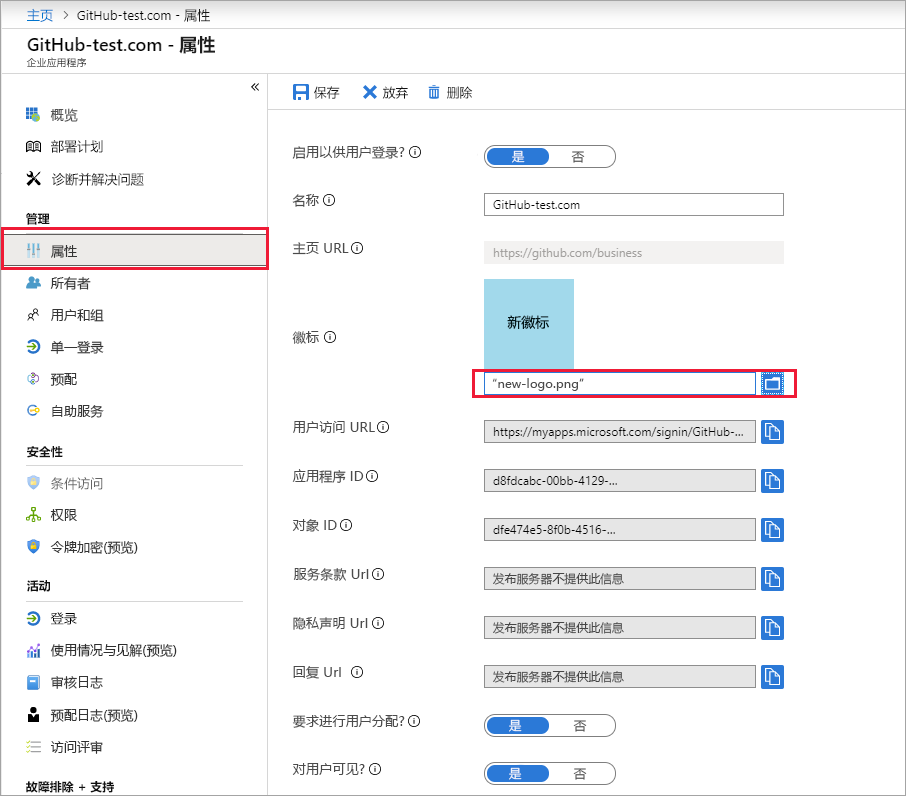 主页 > GitHub-test.com - 属性
GitHub-test.com - 属性
企业应用程序
«
概览
部署计划
诊断并解决问题
管理
属性
所有者
用户和组
单一登录
预配
自助服务
安全性
条件访问
权限
令牌加密(预览)
活动
登录
使用情况与见解(预览)
审核日志
预配日志(预览)
访问评审
故障排除 + 支持
保存 放弃 删除
启用以供用户登录? 是 否
名称 GitHub-test.com
主页 URL https://github.com/business
新徽标
徽标
“new-logo.png”
用户访问 URL https://myapps.microsoft.com/signin/GitHub-...
应用程序 ID d8fdcabc-00bb-4129-...
对象 ID dfe474e5-8f0b-4516-...
服务条款 Url 发布服务器不提供此信息
隐私声明 Url 发布服务器不提供此信息
回复 Url 发布服务器不提供此信息
要求进行用户分配? 是 否
对用户可见? 是 否